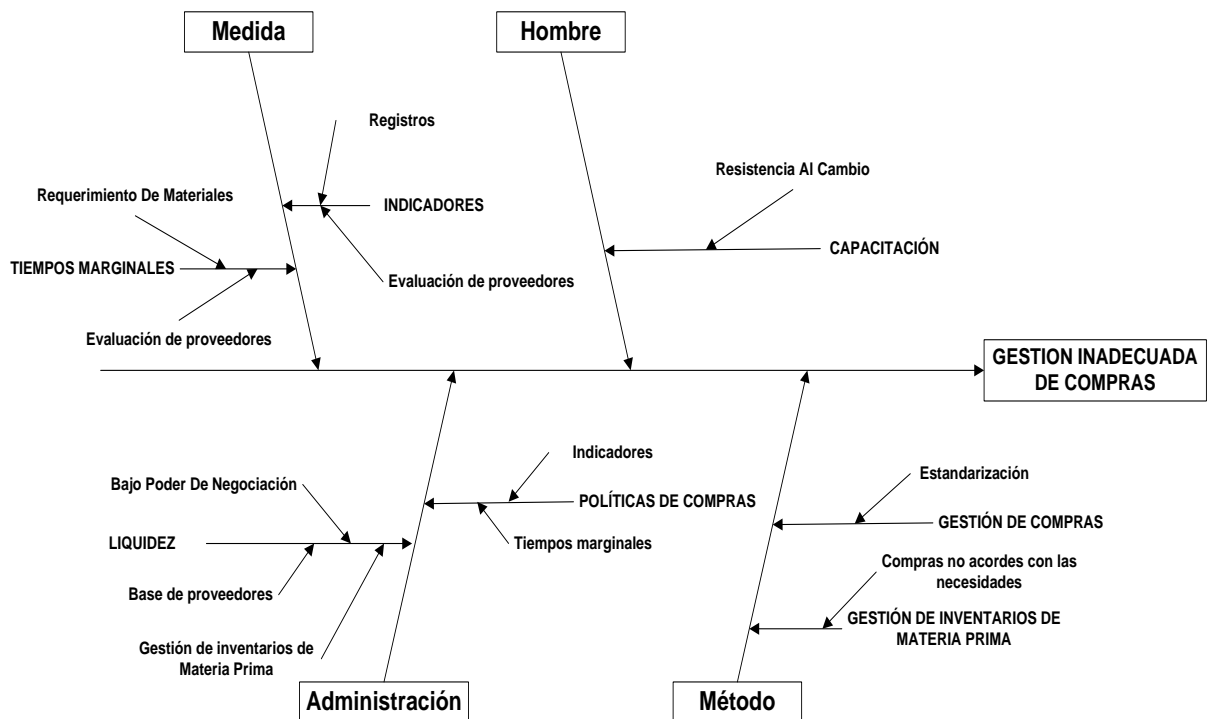 Medida
Hombre
Registros
Resistencia Al Cambio
Requerimiento De Materiales
INDICADORES
CAPACITACIÓN
TIEMPOS MARGINALES
Evaluación de proveedores
Evaluación de proveedores
GESTION INADECUADA
DE COMPRAS
Indicadores
Bajo Poder De Negociación
Estandarización
POLÍTICAS DE COMPRAS
GESTIÓN DE COMPRAS
LIQUIDEZ
Tiempos marginales
Compras no acordes con las
necesidades
Base de proveedores
GESTIÓN DE INVENTARIOS DE
MATERIA PRIMA
Gestión de inventarios de
Materia Prima
Administración
Método